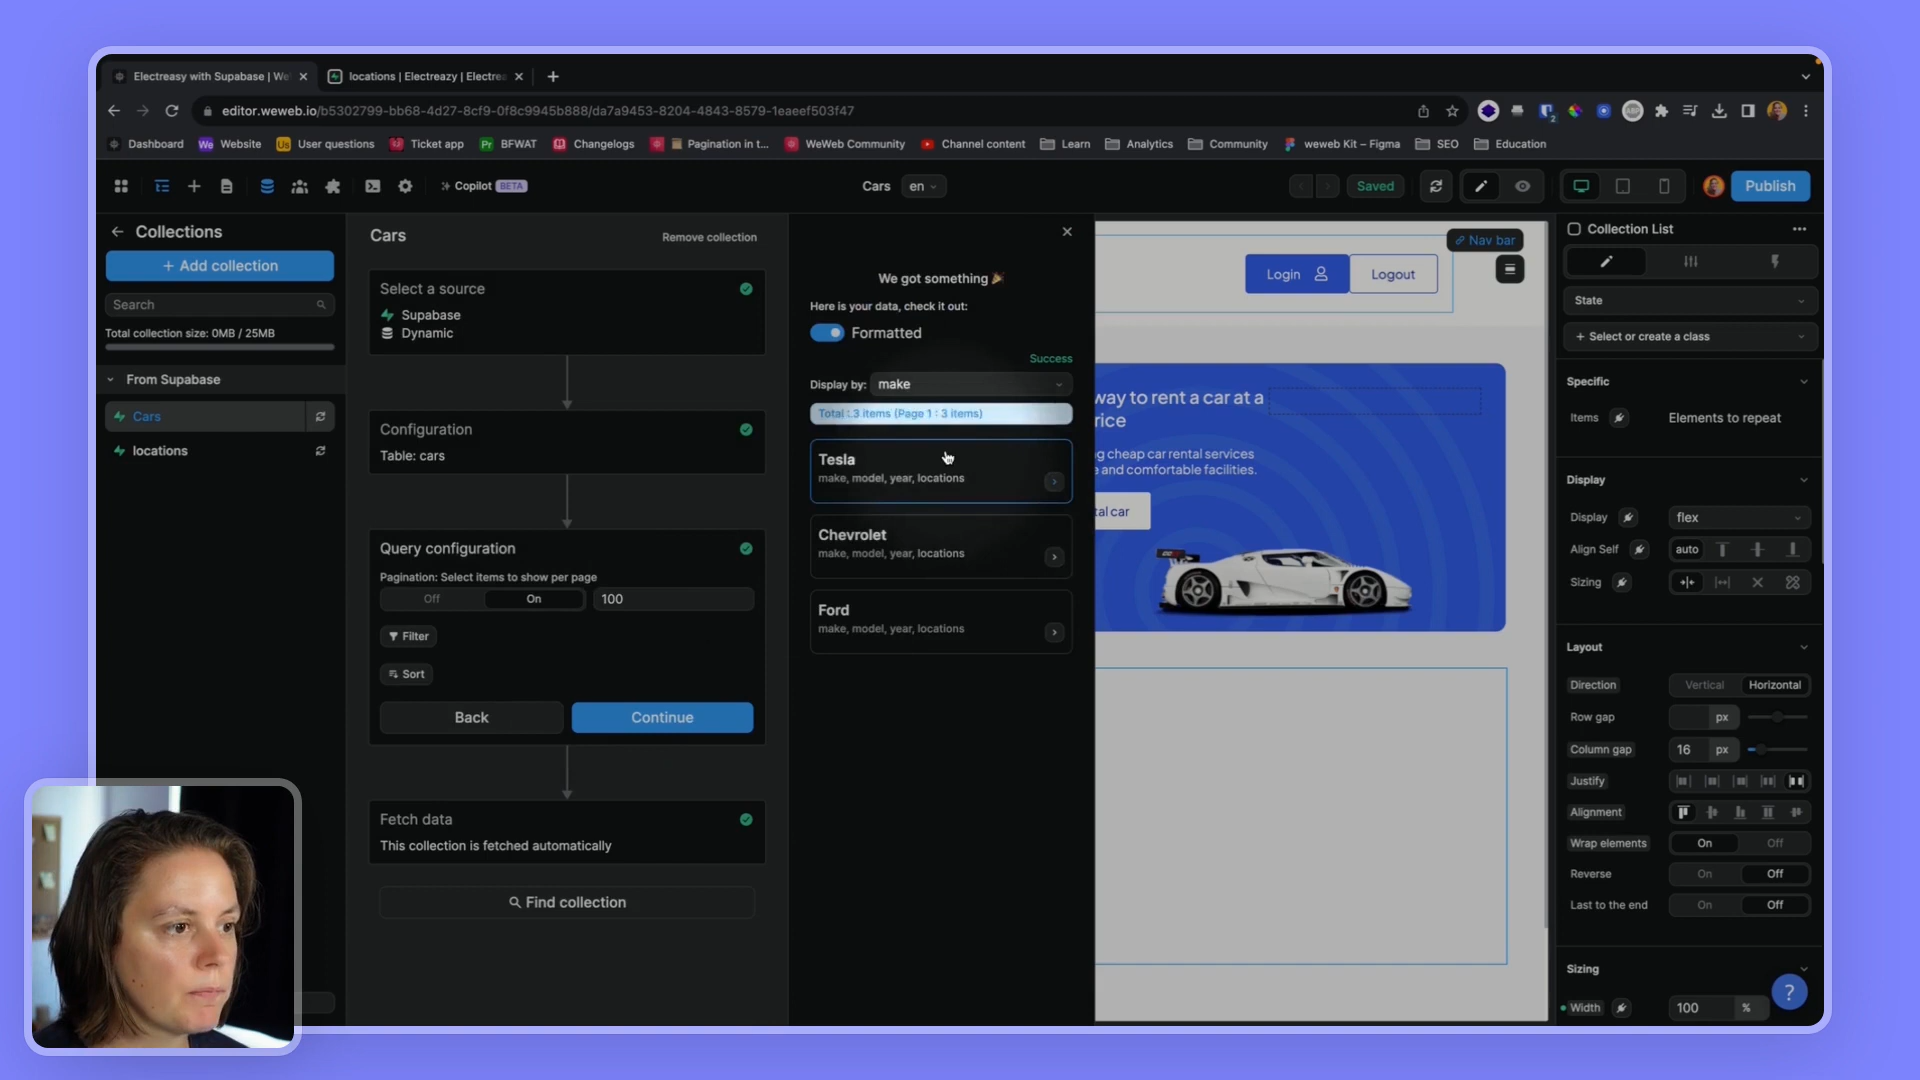 Electreasy with Supabase | We
locations | Electreazy | Electrea
editor.weweb.io/b5302799-bb68-4d27-8cf9-0f8c9945b888/da7a9453-8204-4843-8579-1eaeef503f47
Dashboard
We Website
Us User questions
Ticket app
Pr BFWAT
Changelogs
Pagination in t...
WeWeb Community
Channel content
Learn
Analytics
Community
weweb Kit – Figma
SEO
Education
Copilot BETA
Cars
en
Saved
Publish
Collections
+ Add collection
Search
Total collection size: 0MB / 25MB
From Supabase
Cars
locations
Cars
Remove collection
Select a source
Supabase
Dynamic
Configuration
Table: cars
Query configuration
Pagination: Select items to show per page
Off
On
100
Filter
Sort
Back
Continue
Fetch data
This collection is fetched automatically
Find collection
We got something 🎉
Here is your data, check it out:
Formatted
Success
Display by:
make
Total : 3 items (Page 1 : 3 items)
Tesla
make, model, year, locations
Chevrolet
make, model, year, locations
Ford
make, model, year, locations
Nav bar
Login
Logout
way to rent a car at a
rice
g cheap car rental services
e and comfortable facilities.
tal car
Collection List
State
+ Select or create a class
Specific
Items
Elements to repeat
Display
Display
flex
Align Self
auto
Sizing
Layout
Direction
Vertical
Horizontal
Row gap
px
Column gap
16
px
Justify
Alignment
Wrap elements
On
Off
Reverse
On
Off
Last to the end
On
Off
Sizing
Width
100
%
?